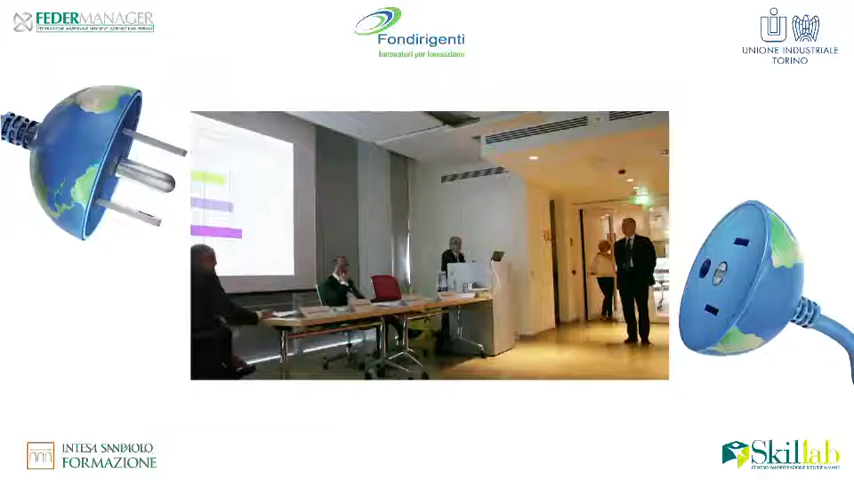 FEDERMANAGER
Fondirigenti
Innovatori per formazione
UNIONE INDUSTRIALE
TORINO
INTESA SANPAOLO
FORMAZIONE
Skillab